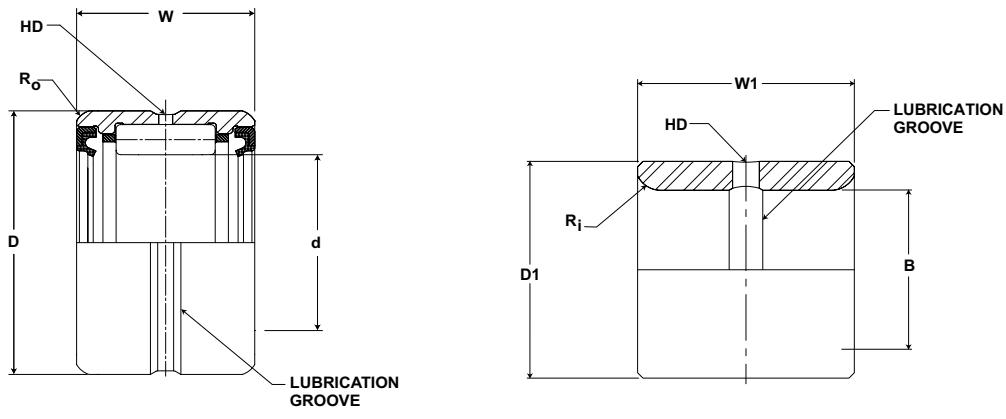 W
HD
Ro
D
d
LUBRICATION
GROOVE
W1
HD
LUBRICATION
GROOVE
Ri
D1
B